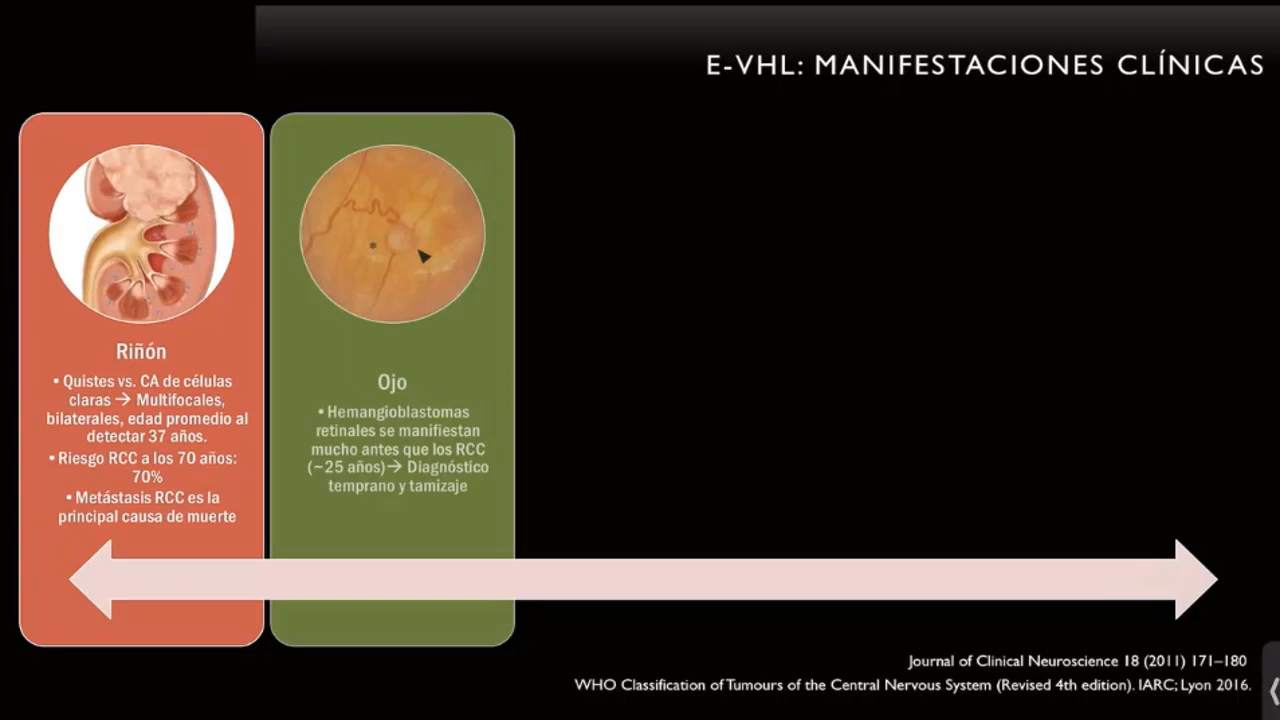 E-VHL: MANIFESTACIONES CLÍNICAS
Riñón
• Quistes vs. CA de células
claras → Multifocales,
bilaterales, edad promedio al
detectar 37 años.
• Riesgo RCC a los 70 años:
70%
• Metástasis RCC es la
principal causa de muerte
Ojo
• Hemangioblastomas
retinales se manifiestan
mucho antes que los RCC
(~25 años)→ Diagnóstico
temprano y tamizaje
Journal of Clinical Neuroscience 18 (2011) 171–180
WHO Classification of Tumours of the Central Nervous System (Revised 4th edition). IARC; Lyon 2016.